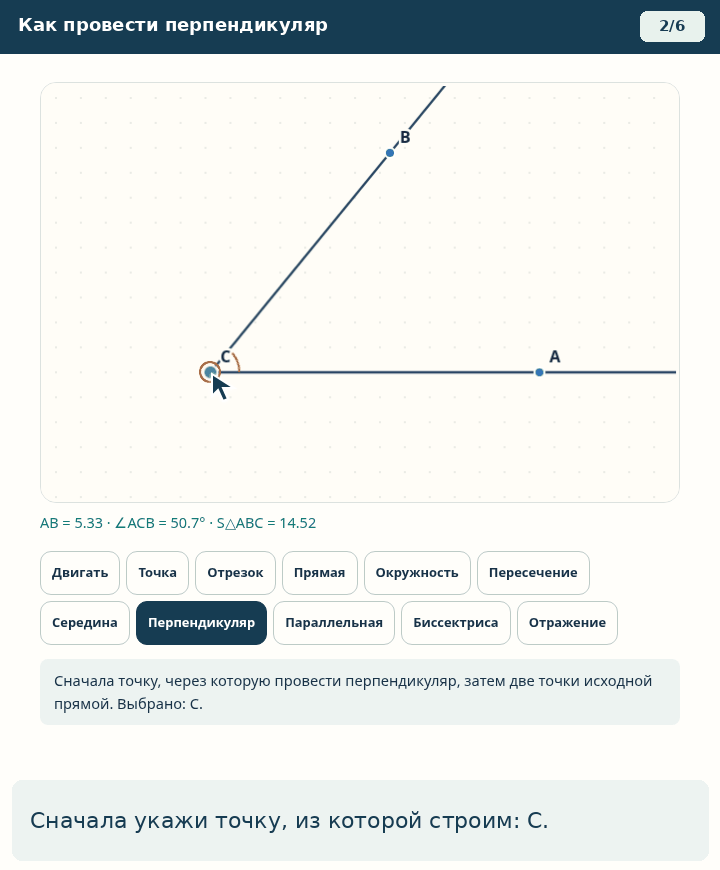 Как провести перпендикуляр
2/6
B
C
A
AB = 5.33 · ∠ACB = 50.7° · S△ABC = 14.52
Двигать Точка Отрезок Прямая Окружность Пересечение
Середина Перпендикуляр Параллельная Биссектриса Отражение
Сначала точку, через которую провести перпендикуляр, затем две точки исходной
прямой. Выбрано: C.
Сначала укажи точку, из которой строим: C.